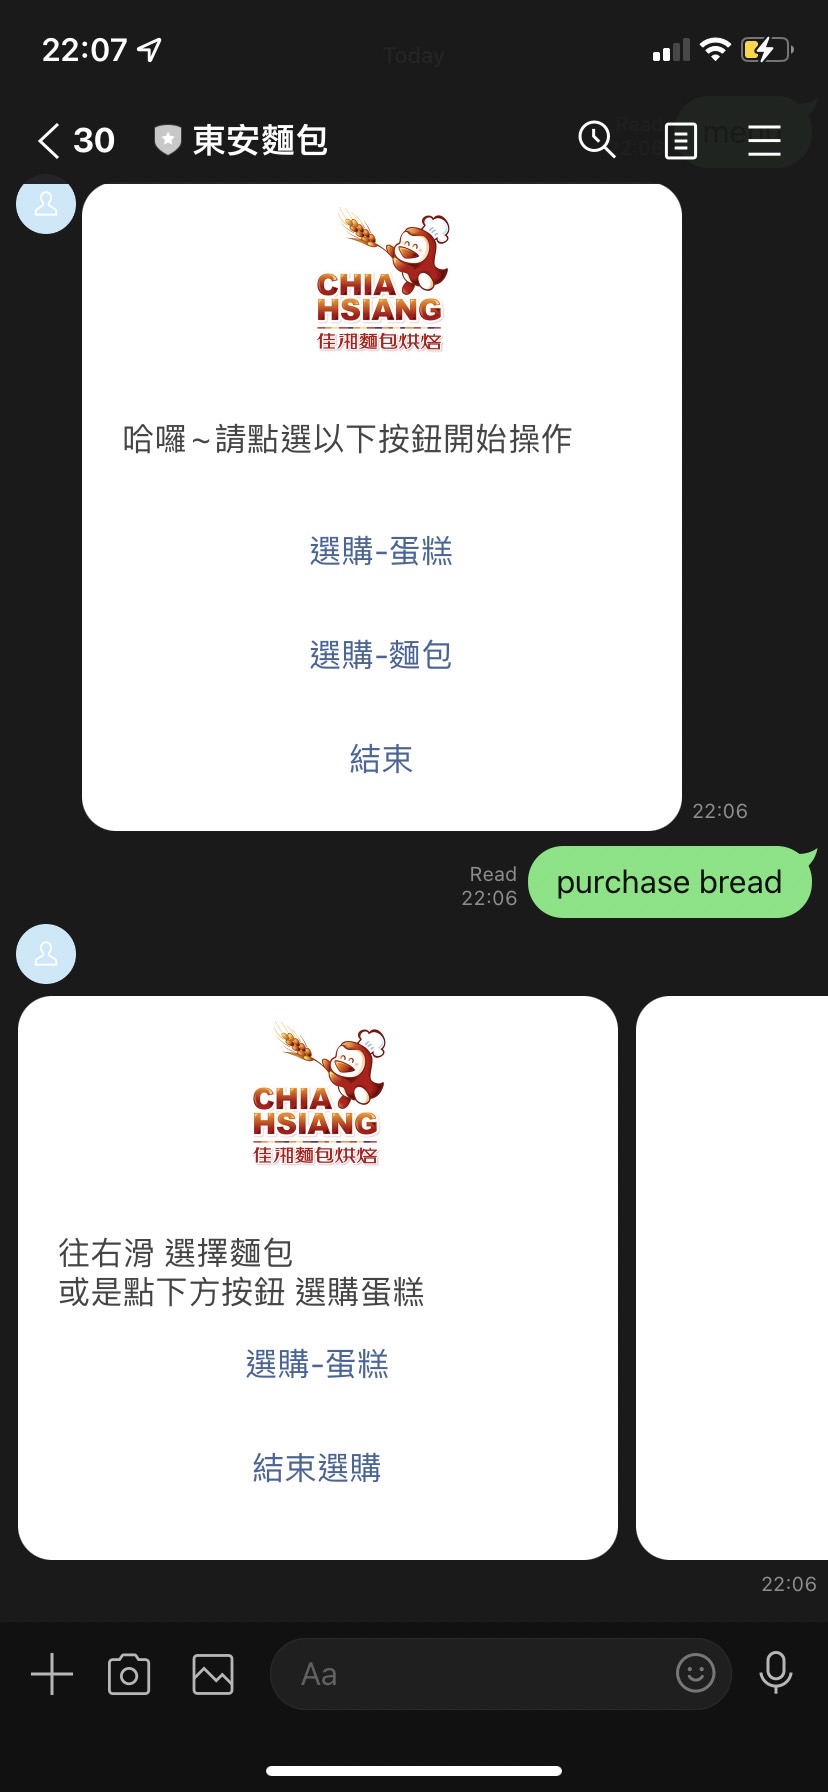 22:07
Today
Read
22:06
menu
30
東安麵包
CHIA
HSIANG
佳湘麵包烘焙
哈囉~請點選以下按鈕開始操作
選購-蛋糕
選購-麵包
結束
22:06
Read
22:06
purchase bread
CHIA
HSIANG
佳湘麵包烘焙
往右滑 選擇麵包
或是點下方按鈕 選購蛋糕
選購-蛋糕
結束選購
22:06
Aa